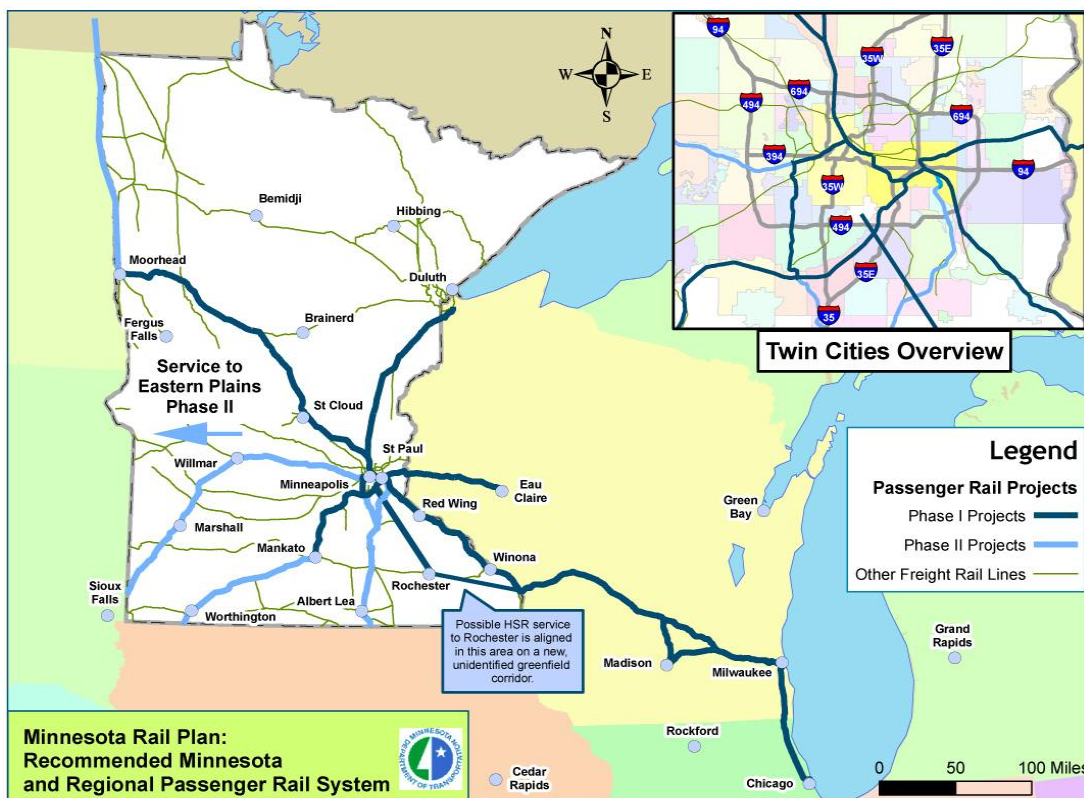 N
W
E
S
94
35W
35E
694
494
694
394
94
35W
494
35E
35
Twin Cities Overview
Bemidji
Hibbing
Moorhead
Duluth
Fergus
Falls
Brainerd
Service to
Eastern Plains
Phase II
St Cloud
St Paul
Willmar
Minneapolis
Eau
Claire
Red Wing
Green
Bay
Marshall
Mankato
Winona
Sioux
Falls
Rochester
Worthington
Albert Lea
Possible HSR service
to Rochester is aligned
in this area on a new,
unidentified greenfield
corridor.
Madison
Milwaukee
Grand
Rapids
Rockford
Cedar
Rapids
Chicago
Legend
Passenger Rail Projects
Phase I Projects
Phase II Projects
Other Freight Rail Lines
Minnesota Rail Plan:
Recommended Minnesota
and Regional Passenger Rail System
MINNESOTA DEPARTMENT OF TRANSPORTATION
0 50 100 Miles